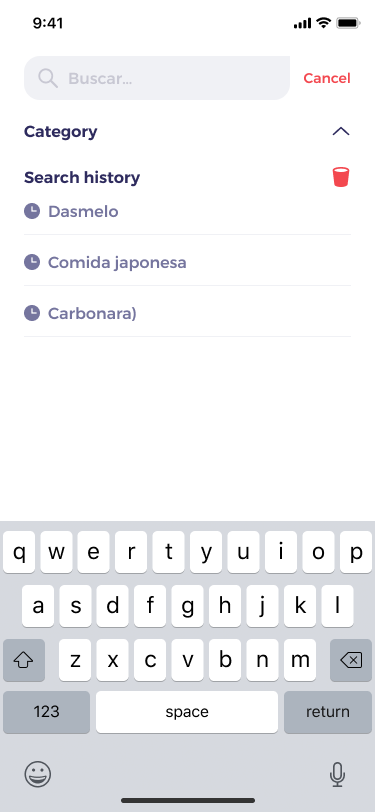 9:41
Buscar...
Cancel
Category
Search history
Dasmelo
Comida japonesa
Carbonara)
q w e r t y u i o p
a s d f g h j k l
z x c v b n m
123 space return